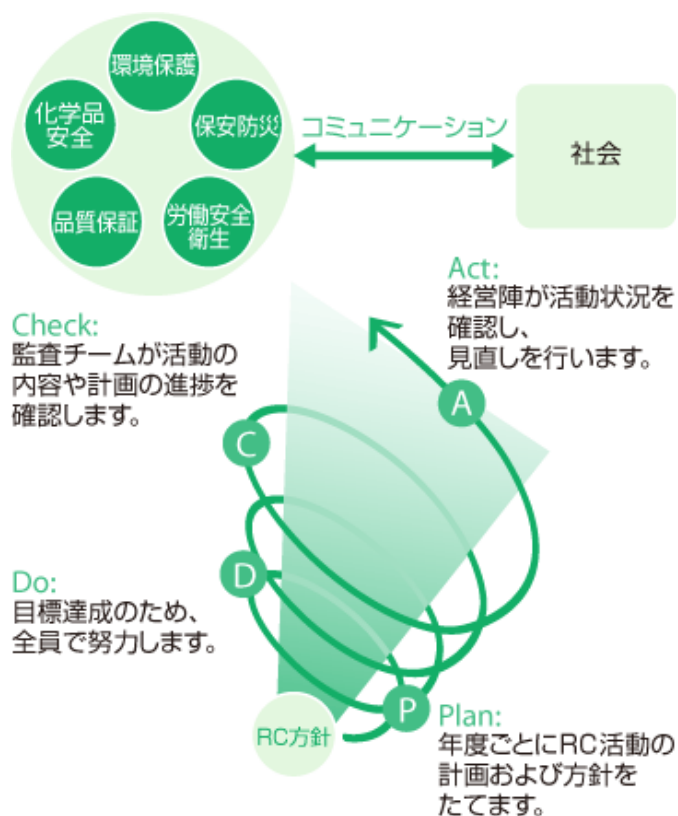 環境保護
化学品
安全
保安防災
品質保証
労働安全
衛生
コミュニケーション
社会
Act:
経営陣が活動状況を
確認し、
見直しを行います。
Check:
監査チームが活動の
内容や計画の進捗を
確認します。
A
C
Do:
目標達成のため、
全員で努力します。
D
P
RC方針
Plan:
年度ごとにRC活動の
計画および方針を
たてます。